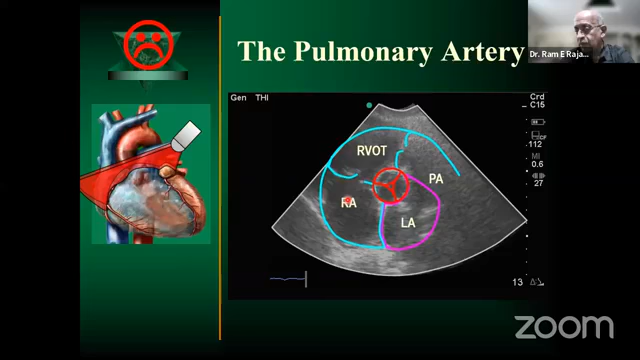 The Pulmonary Artery
Dr. Ram E Raja...
Gen THI
Crd
C15
CF
112
MI
0.6
27
RVOT
PA
RA
LA
13
zoom